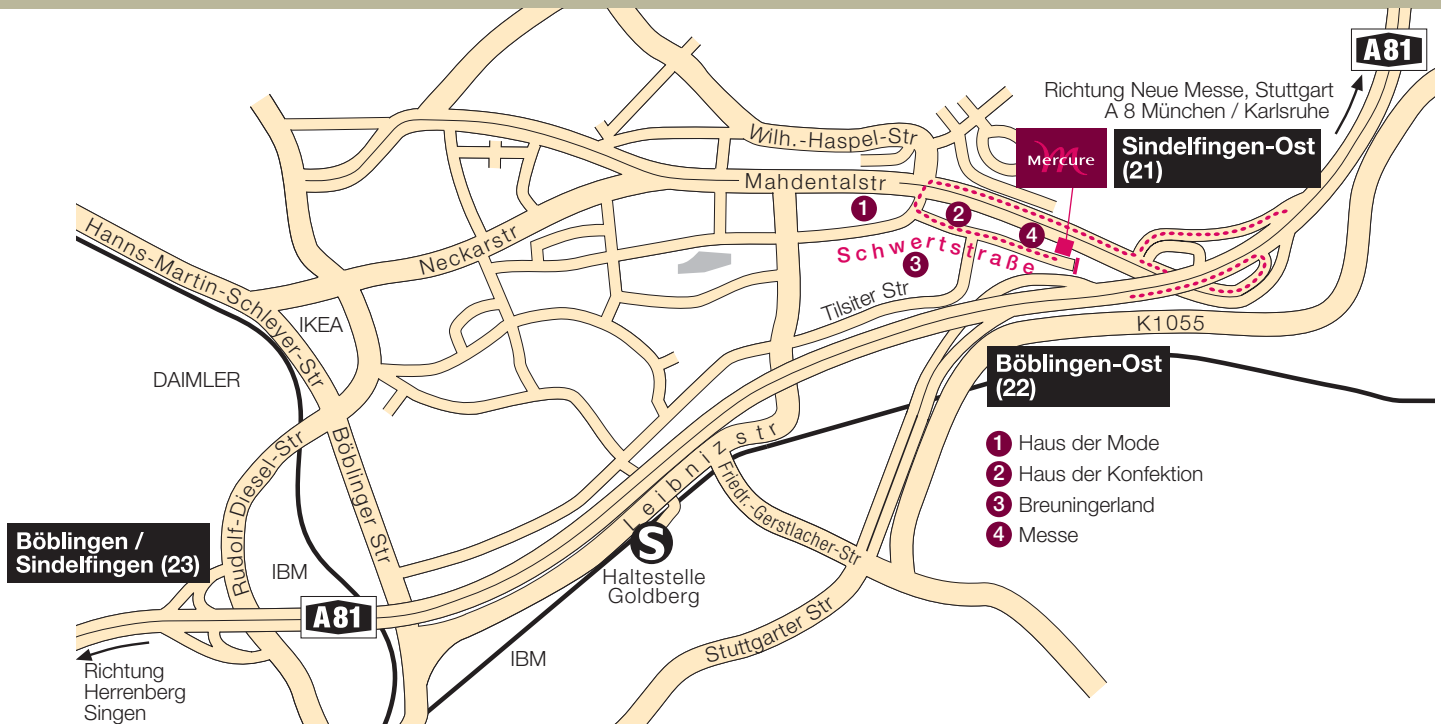 A81
Richtung Neue Messe, Stuttgart
A 8 München / Karlsruhe
Wilh.-Haspel-Str
Mercure
Sindelfingen-Ost
(21)
Mahdentalstr
1
2
4
Schwertstraße
3
Hanns-Martin-Schleyer-Str
Neckarstr
Tilsiter Str
IKEA
K1055
DAIMLER
Böblingen-Ost
(22)
1 Haus der Mode
2 Haus der Konfektion
3 Breuningerland
4 Messe
Rudolf-Diesel-Str
Böblinger Str
Leibnizstr
Friedr.-Gerstlacher-Str
Böblingen /
Sindelfingen (23)
IBM
S
Haltestelle
Goldberg
A81
Stuttgarter Str
IBM
Richtung
Herrenberg
Singen